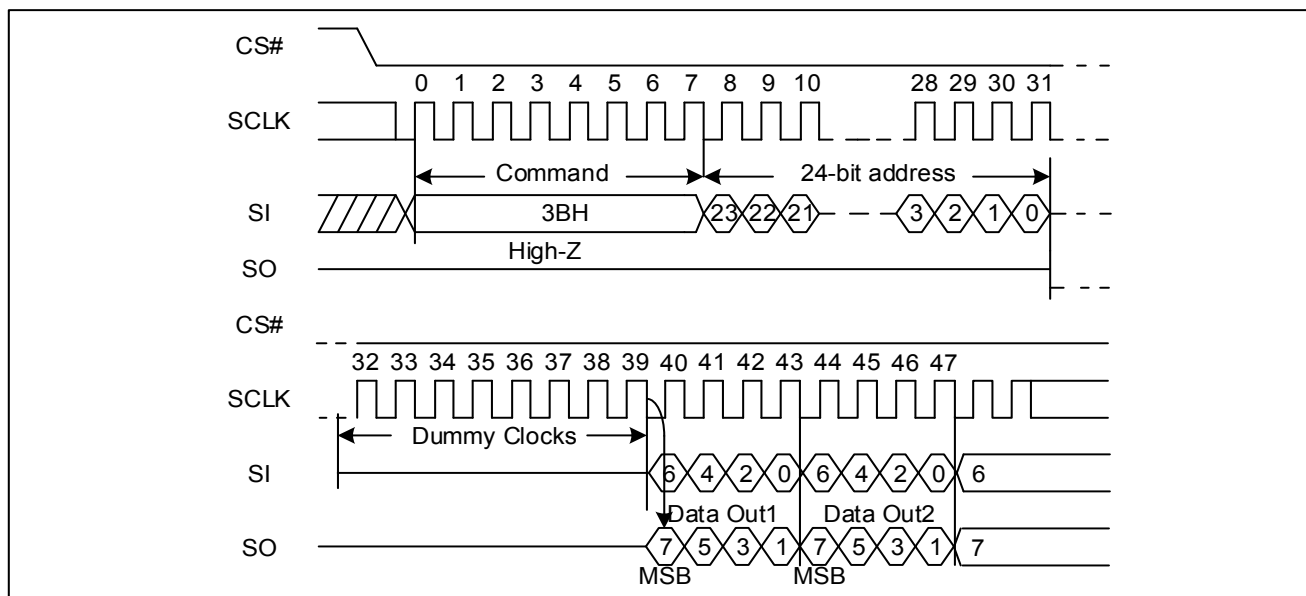 CS#
0 1 2 3 4 5 6 7 8 9 10 28 29 30 31
SCLK
Command 24-bit address
SI 3BH 23 22 21 3 2 1 0
High-Z
SO
CS#
32 33 34 35 36 37 38 39 40 41 42 43 44 45 46 47
SCLK
Dummy Clocks
SI 6 4 2 0 6 4 2 0 6
Data Out1 Data Out2
SO 7 5 3 1 7 5 3 1 7
MSB MSB